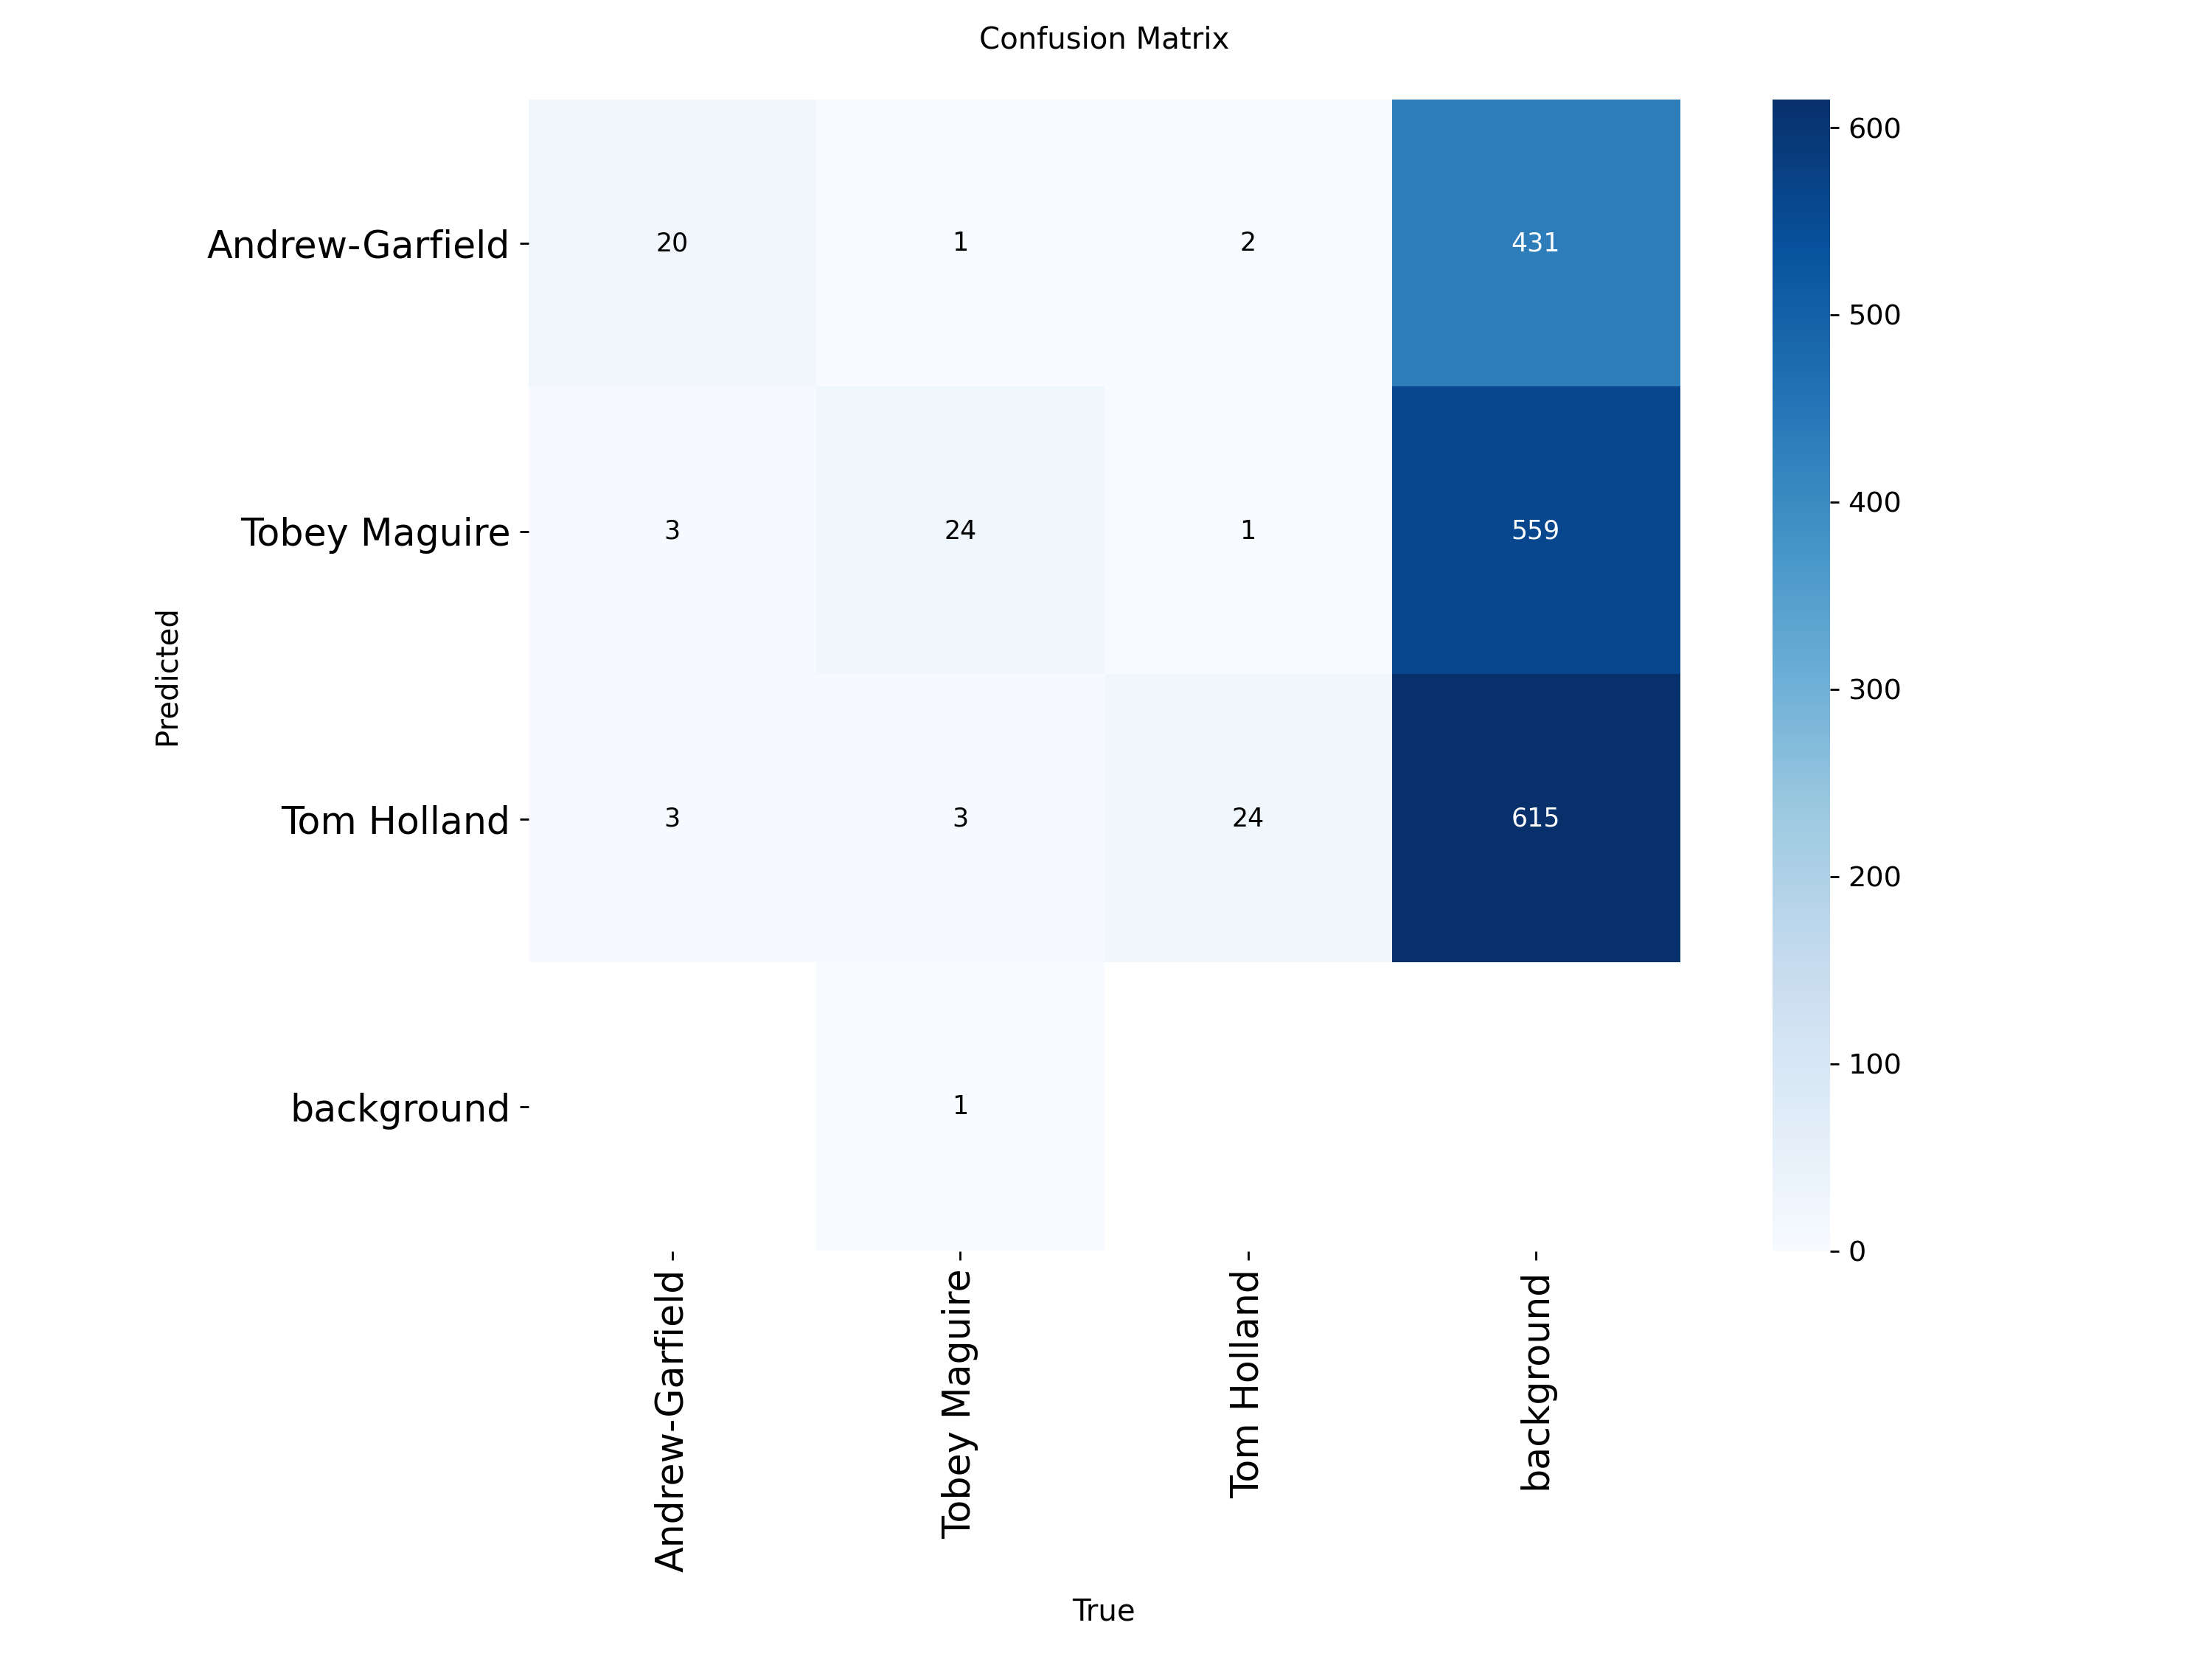 Confusion Matrix
Andrew-Garfield
20
1
2
431
Tobey Maguire
3
24
1
559
Tom Holland
3
3
24
615
background
1
Predicted
Andrew-Garfield
Tobey Maguire
Tom Holland
background
True
600
500
400
300
200
100
0